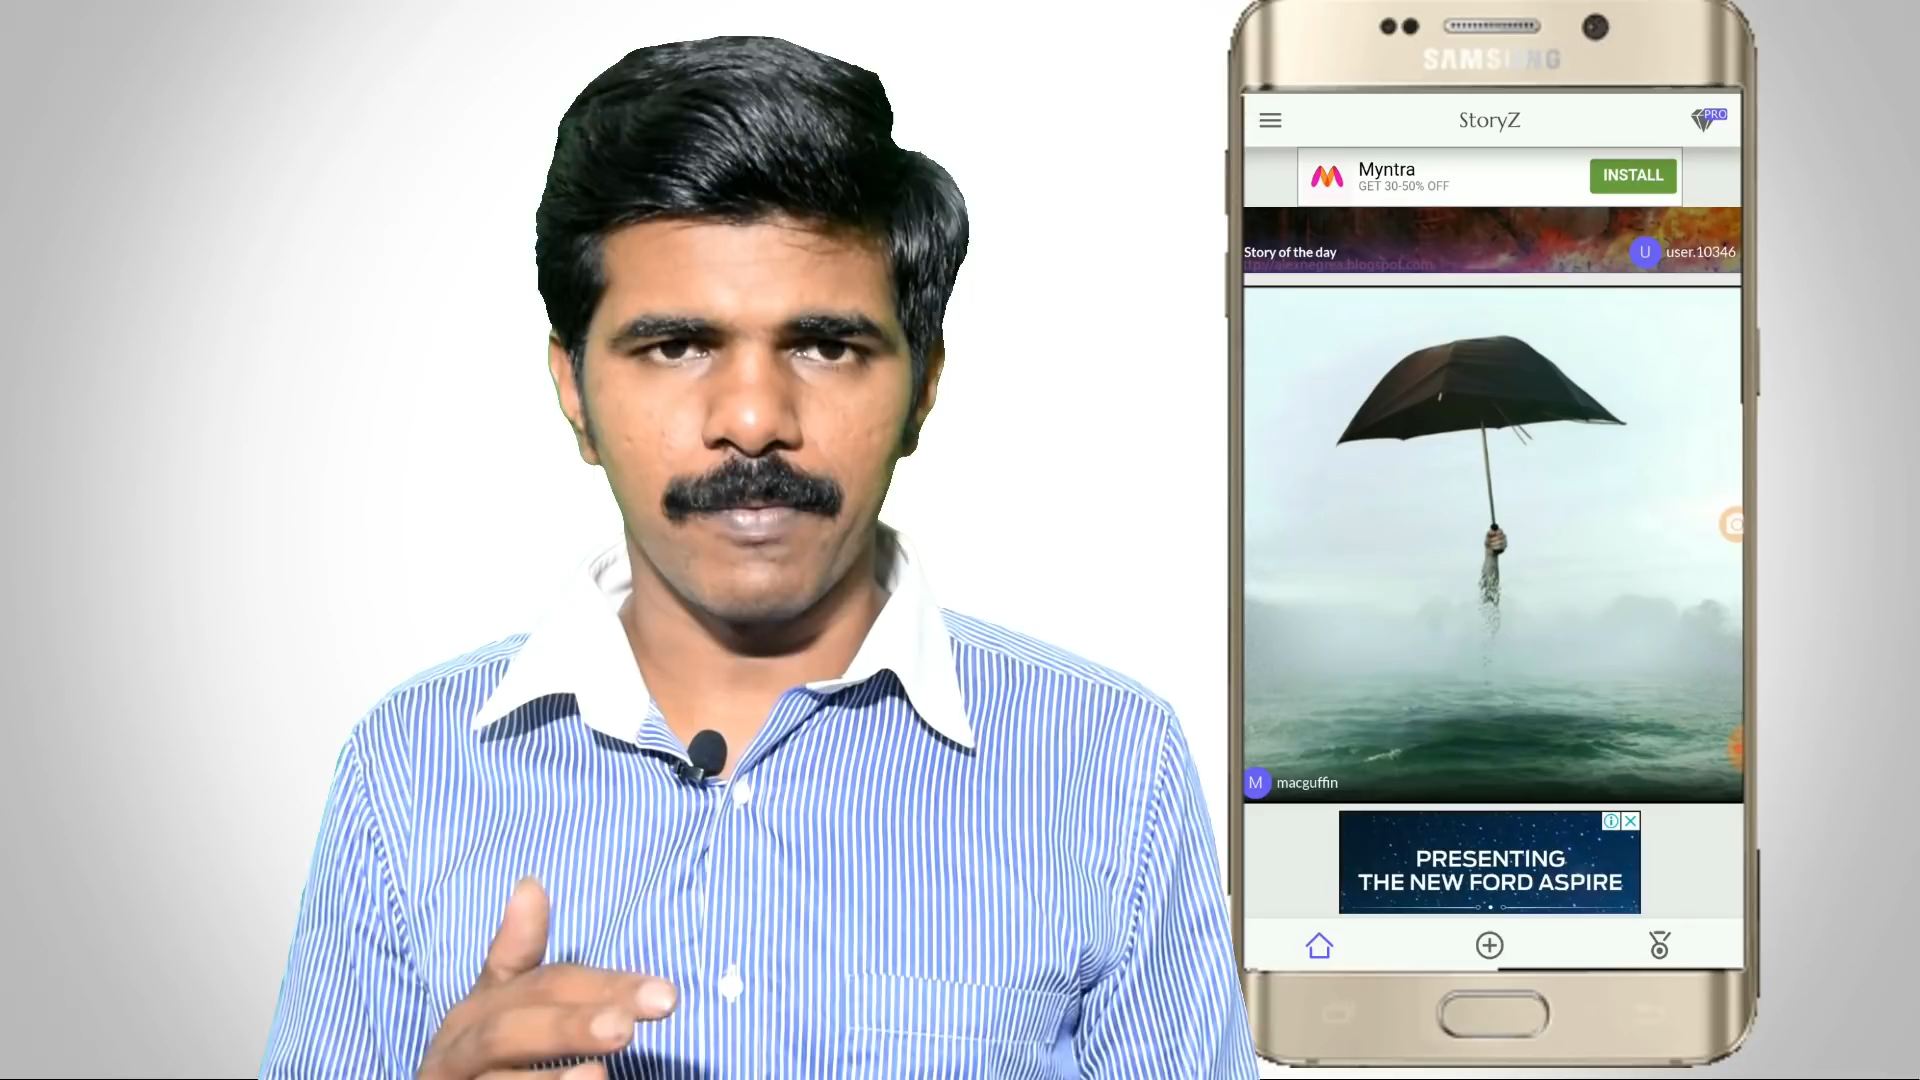 SAMSUNG
StoryZ
PRO
Myntra
GET 30-50% OFF
INSTALL
Story of the day
U
user.10346
M
macguffin
PRESENTING
THE NEW FORD ASPIRE